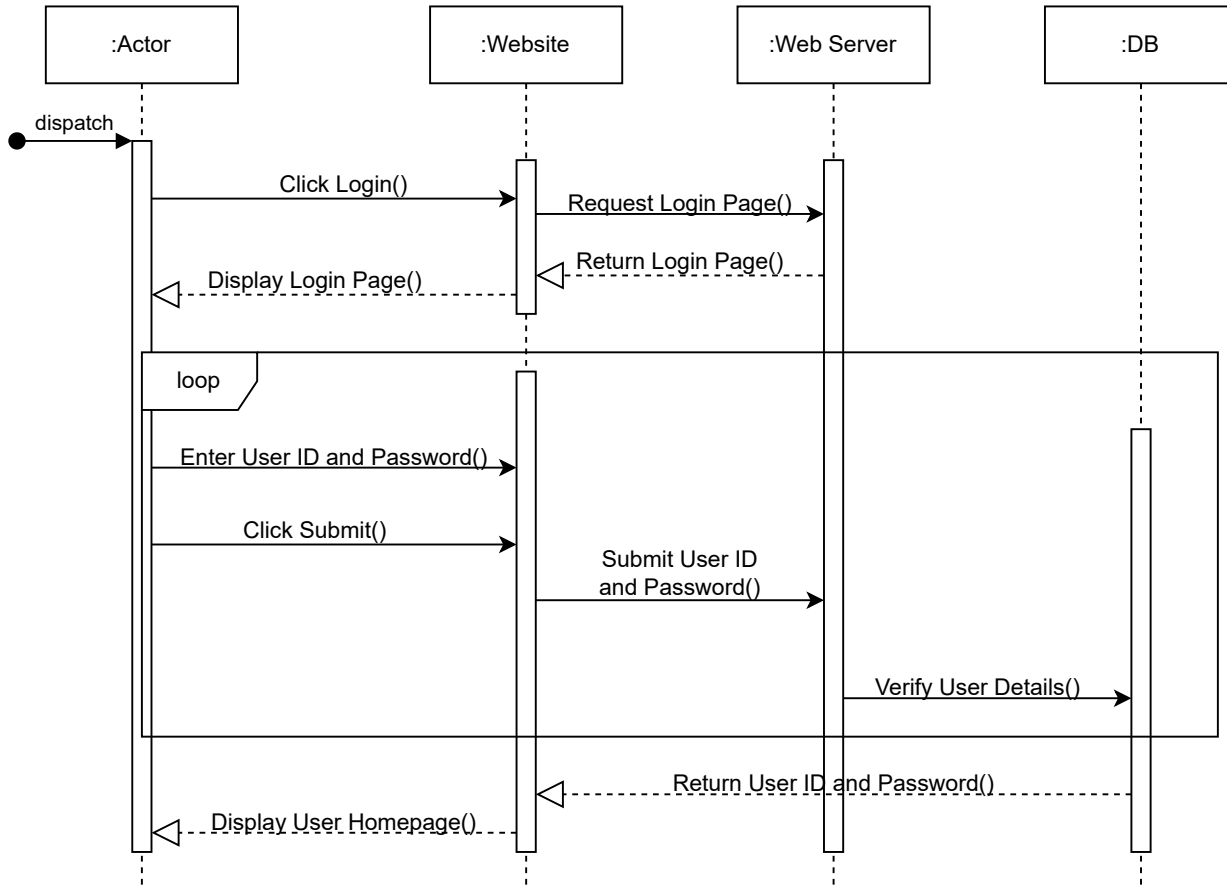 :Actor
:Website
:Web Server
:DB
dispatch
Click Login()
Request Login Page()
Return Login Page()
Display Login Page()
loop
Enter User ID and Password()
Click Submit()
Submit User ID
and Password()
Verify User Details()
Return User ID and Password()
Display User Homepage()